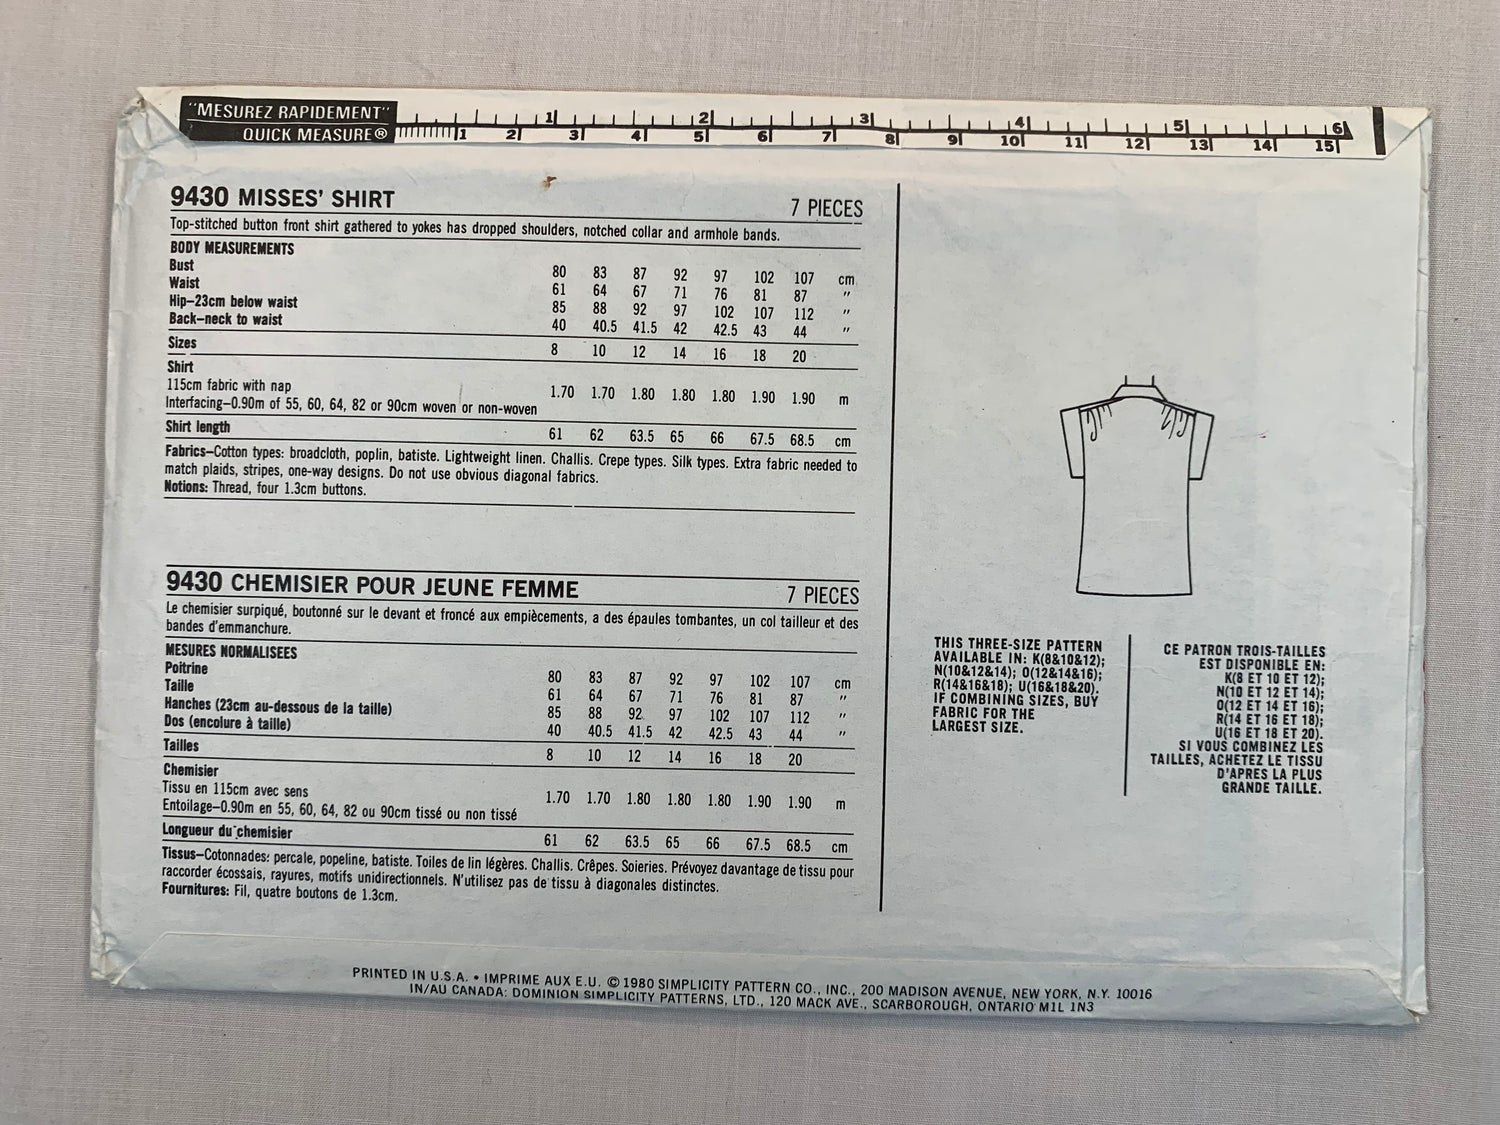 "MESUREZ RAPIDEMENT"
QUICK MEASURE®
1 2 3 4 5 6
1 2 3 4 5 6 7 8 9 10 11 12 13 14 15
9430 MISSES' SHIRT 7 PIECES
Top-stitched button front shirt gathered to yokes has dropped shoulders, notched collar and armhole bands.
BODY MEASUREMENTS
Bust 80 83 87 92 97 102 107 cm
Waist 61 64 67 71 76 81 87 "
Hip–23cm below waist 85 88 92 97 102 107 112 "
Back–neck to waist 40 40.5 41.5 42 42.5 43 44 "
Sizes 8 10 12 14 16 18 20
Shirt
115cm fabric with nap 1.70 1.70 1.80 1.80 1.80 1.90 1.90 m
Interfacing–0.90m of 55, 60, 64, 82 or 90cm woven or non-woven
Shirt length 61 62 63.5 65 66 67.5 68.5 cm
Fabrics–Cotton types: broadcloth, poplin, batiste. Lightweight linen. Challis. Crepe types. Silk types. Extra fabric needed to
match plaids, stripes, one-way designs. Do not use obvious diagonal fabrics.
Notions: Thread, four 1.3cm buttons.
9430 CHEMISIER POUR JEUNE FEMME 7 PIECES
Le chemisier surpiqué, boutonné sur le devant et froncé aux empiècements, a des épaules tombantes, un col tailleur et des
bandes d'emmanchure.
MESURES NORMALISEES
Poitrine 80 83 87 92 97 102 107 cm
Taille 61 64 67 71 76 81 87 "
Hanches (23cm au-dessous de la taille) 85 88 92 97 102 107 112 "
Dos (encolure à taille) 40 40.5 41.5 42 42.5 43 44 "
Tailles 8 10 12 14 16 18 20
Chemisier
Tissu en 115cm avec sens 1.70 1.70 1.80 1.80 1.80 1.90 1.90 m
Entoilage–0.90m en 55, 60, 64, 82 ou 90cm tissé ou non tissé
Longueur du chemisier 61 62 63.5 65 66 67.5 68.5 cm
Tissus–Cotonnades: percale, popeline, batiste. Toiles de lin légères. Challis. Crêpes. Soieries. Prévoyez davantage de tissu pour
raccorder écossais, rayures, motifs unidirectionnels. N'utilisez pas de tissu à diagonales distinctes.
Fournitures: Fil, quatre boutons de 1.3cm.
THIS THREE-SIZE PATTERN
AVAILABLE IN: K(8&10&12);
N(10&12&14); O(12&14&16);
R(14&16&18); U(16&18&20).
IF COMBINING SIZES, BUY
FABRIC FOR THE
LARGEST SIZE.
CE PATRON TROIS-TAILLES
EST DISPONIBLE EN:
K(8 ET 10 ET 12);
N(10 ET 12 ET 14);
O(12 ET 14 ET 16);
R(14 ET 16 ET 18);
U(16 ET 18 ET 20).
SI VOUS COMBINEZ LES
TAILLES, ACHETEZ LE TISSU
D'APRES LA PLUS
GRANDE TAILLE.
PRINTED IN U.S.A. • IMPRIME AUX E.U. © 1980 SIMPLICITY PATTERN CO., INC., 200 MADISON AVENUE, NEW YORK, N.Y. 10016
IN/AU CANADA: DOMINION SIMPLICITY PATTERNS, LTD., 120 MACK AVE., SCARBOROUGH, ONTARIO M1L 1N3